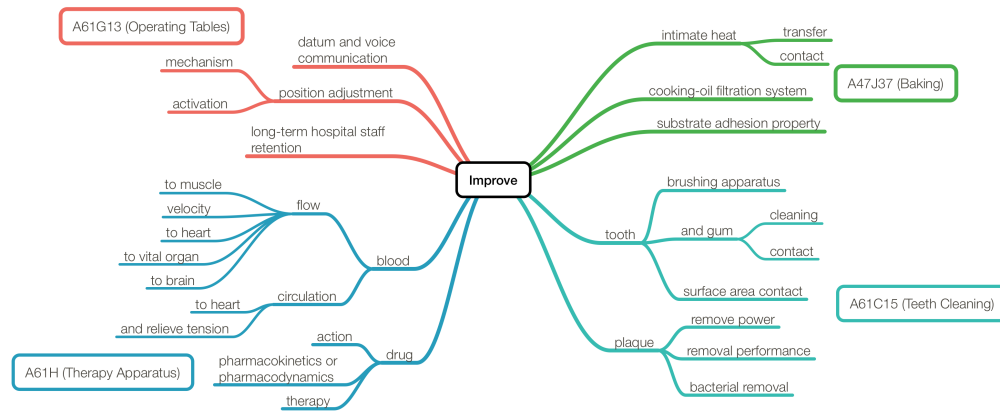 A61G13 (Operating Tables)
datum and voice
communication
mechanism
position adjustment
activation
long-term hospital staff
retention
Improve
intimate heat
transfer
contact
A47J37 (Baking)
cooking-oil filtration system
substrate adhesion property
to muscle
velocity
flow
to heart
to vital organ
to brain
blood
circulation
to heart
and relieve tension
action
drug
pharmacokinetics or
pharmacodynamics
therapy
A61H (Therapy Apparatus)
brushing apparatus
tooth
and gum
cleaning
contact
surface area contact
A61C15 (Teeth Cleaning)
remove power
plaque
removal performance
bacterial removal